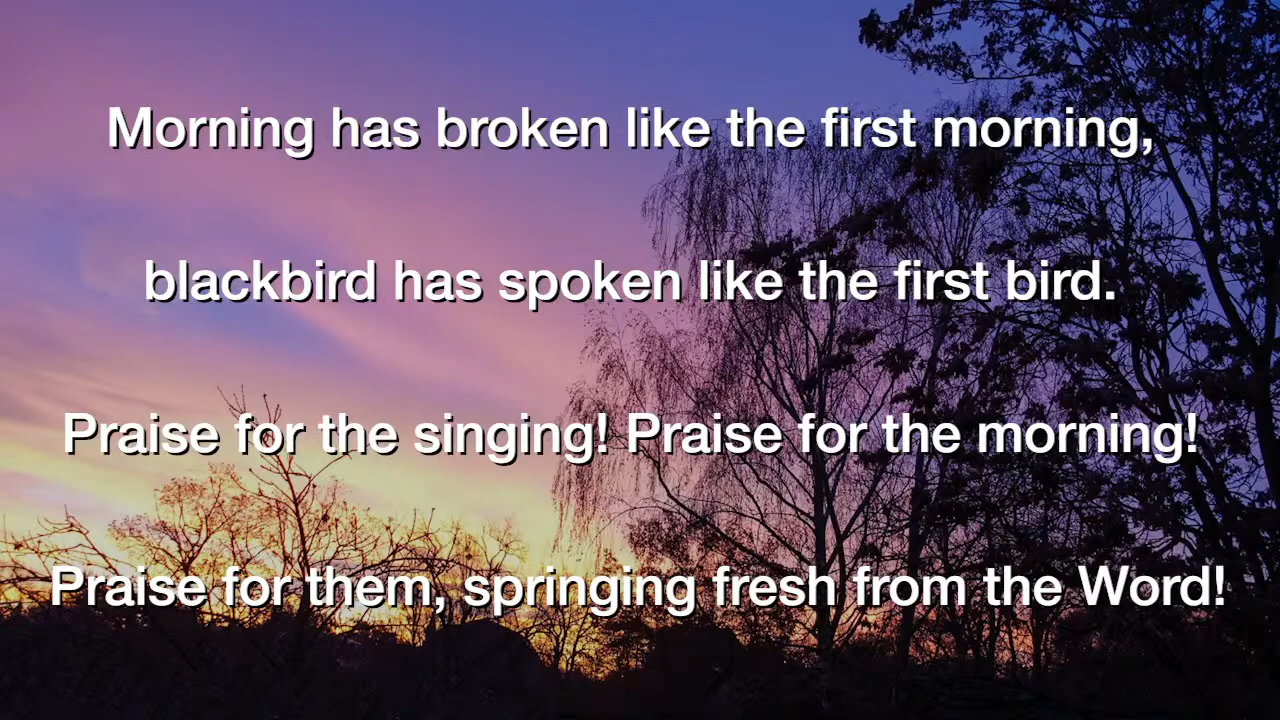 Morning has broken like the first morning,
blackbird has spoken like the first bird.
Praise for the singing! Praise for the morning!
Praise for them, springing fresh from the Word!